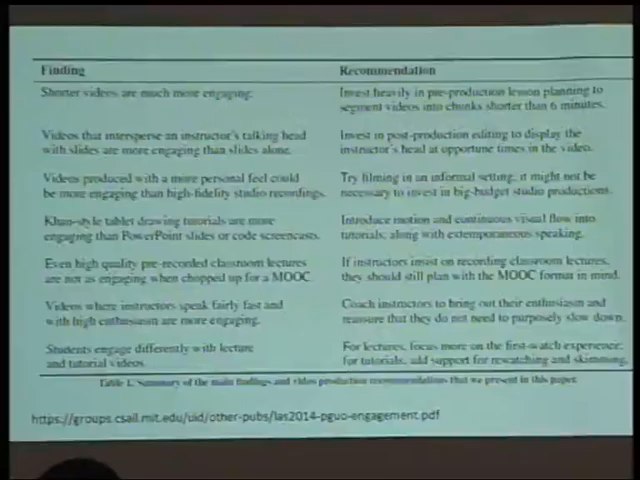 Finding Recommendation
Shorter videos are much more engaging. Invest heavily in pre-production lesson planning to
segment videos into chunks shorter than 6 minutes.
Videos that intersperse an instructor's talking head Invest in post-production editing to display the
with slides are more engaging than slides alone. instructor's head at opportune times in the video.
Videos produced with a more personal feel could Try filming in an informal setting; it might not be
be more engaging than high-fidelity studio recordings. necessary to invest in big-budget studio productions.
Khan-style tablet drawing tutorials are more Introduce motion and continuous visual flow into
engaging than PowerPoint slides or code screencasts. tutorials, along with extemporaneous speaking.
Even high quality pre-recorded classroom lectures If instructors insist on recording classroom lectures,
are not as engaging when chopped up for a MOOC. they should still plan with the MOOC format in mind.
Videos where instructors speak fairly fast and Coach instructors to bring out their enthusiasm and
with high enthusiasm are more engaging. reassure that they do not need to purposely slow down.
Students engage differently with lecture For lectures, focus more on the first-watch experience;
and tutorial videos. for tutorials, add support for rewatching and skimming.
Table 1. Summary of the main findings and video production recommendations that we present in this paper.
https://groups.csail.mit.edu/uid/other-pubs/las2014-pguo-engagement.pdf